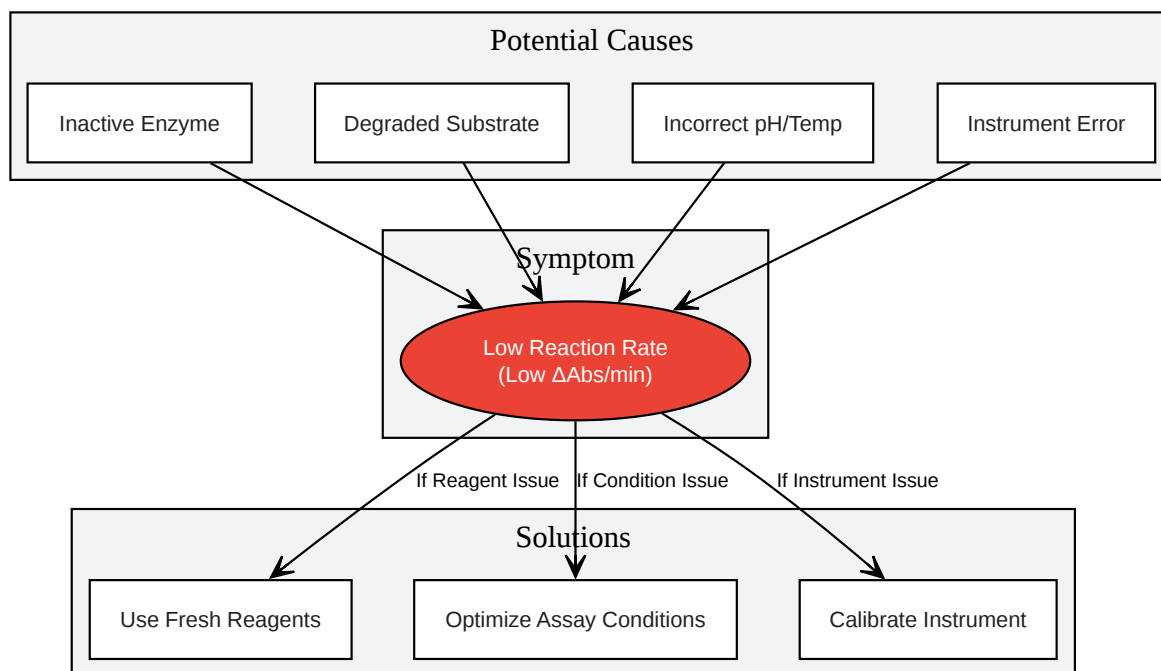 Potential Causes
Inactive Enzyme
Degraded Substrate
Incorrect pH/Temp
Instrument Error
Symptom
Low Reaction Rate
(Low ΔAbs/min)
If Reagent Issue
If Condition Issue
If Instrument Issue
Solutions
Use Fresh Reagents
Optimize Assay Conditions
Calibrate Instrument